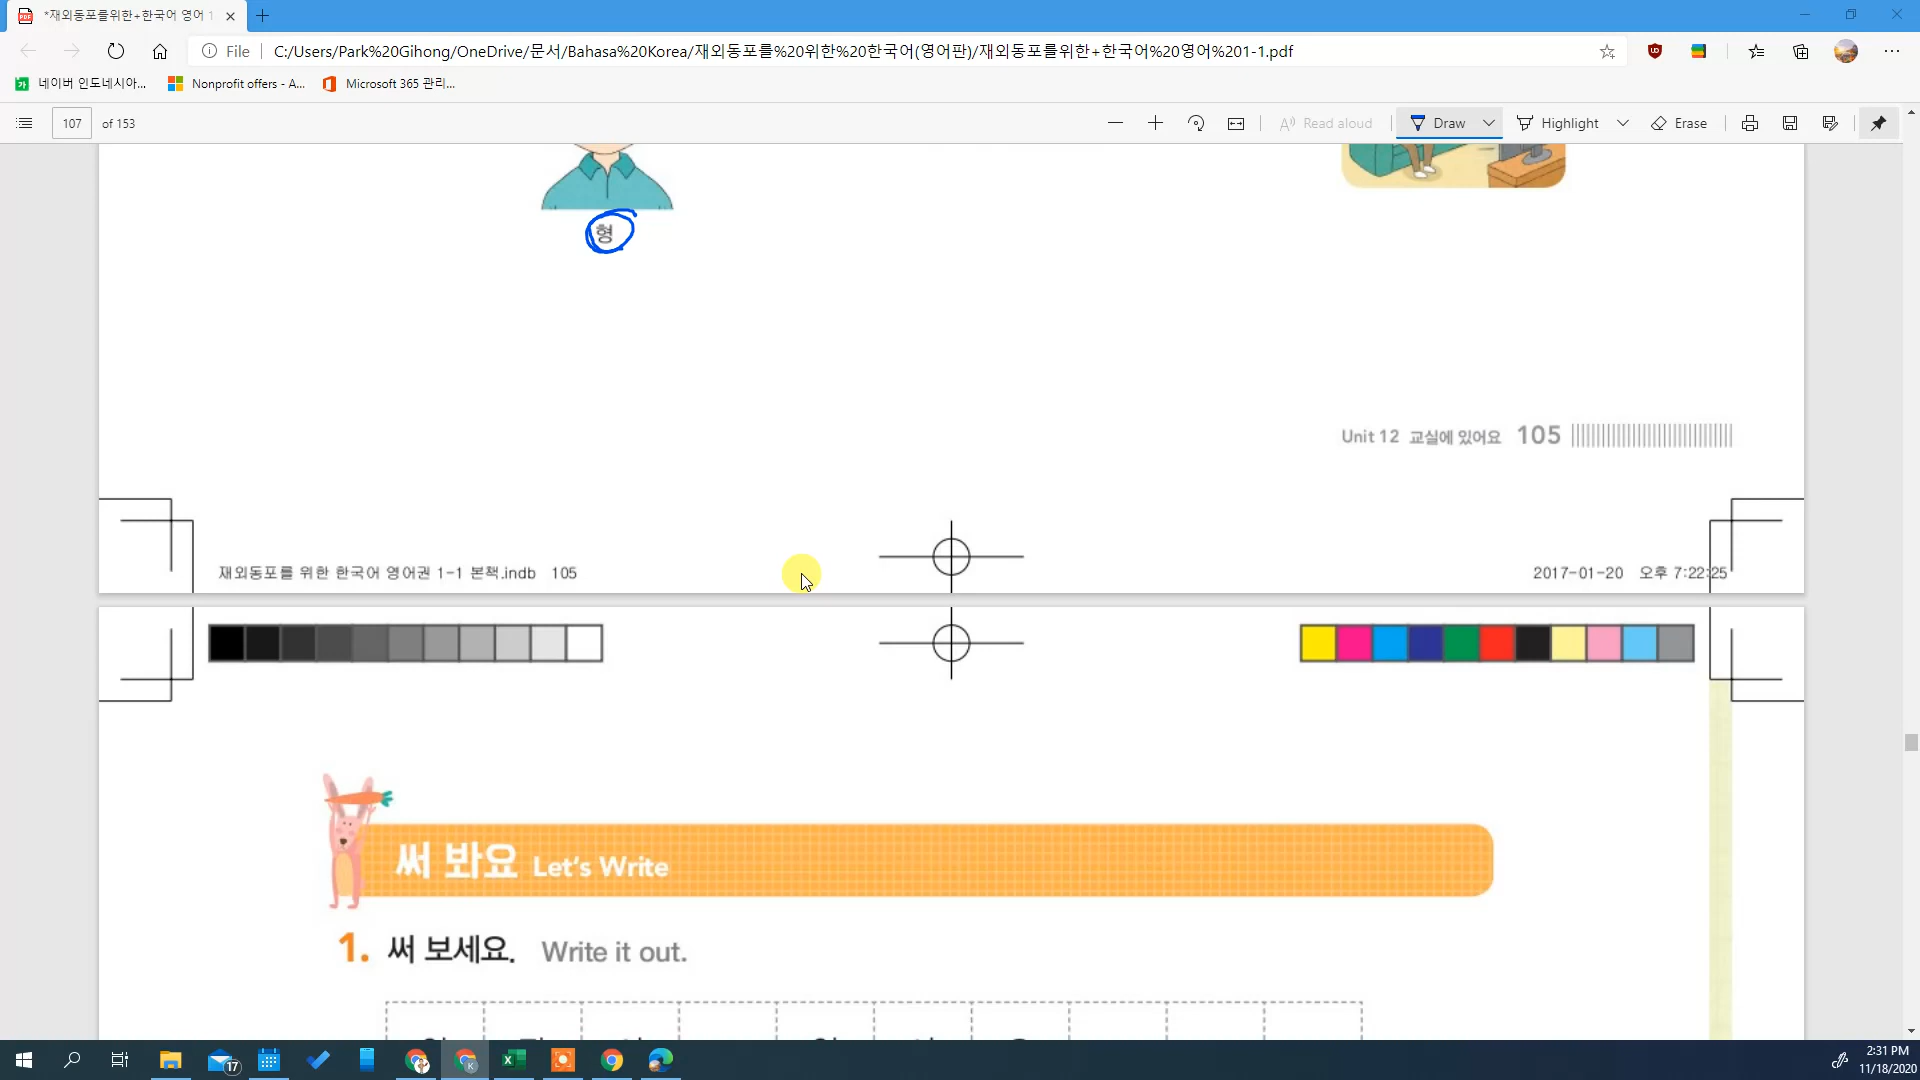 *재외동포를위한+한국어 영어 1
File C:/Users/Park%20Gihong/OneDrive/문서/Bahasa%20Korea/재외동포를%20위한%20한국어(영어판)/재외동포를위한+한국어%20영어%201-1.pdf
네이버 인도네시아... Nonprofit offers - A... Microsoft 365 관리...
107 of 153 Read aloud Draw Highlight Erase
형
Unit 12 교실에 있어요 105
재외동포를 위한 한국어 영어권 1-1 본책.indb 105 2017-01-20 오후 7:22:25
써 봐요 Let's Write
1. 써 보세요. Write it out.
17 2:31 PM
11/18/2020